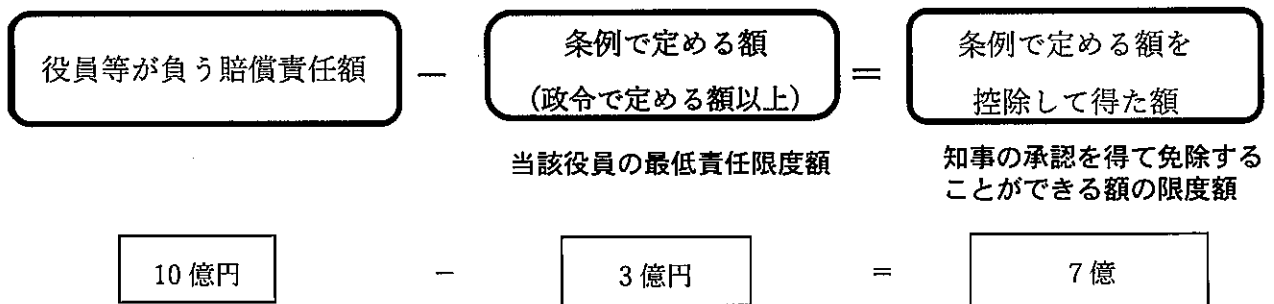 役員等が負う賠償責任額
－
条例で定める額
(政令で定める額以上)
＝
条例で定める額を
控除して得た額
当該役員の最低責任限度額
知事の承認を得て免除する
ことができる額の限度額
10億円 － 3億円 ＝ 7億